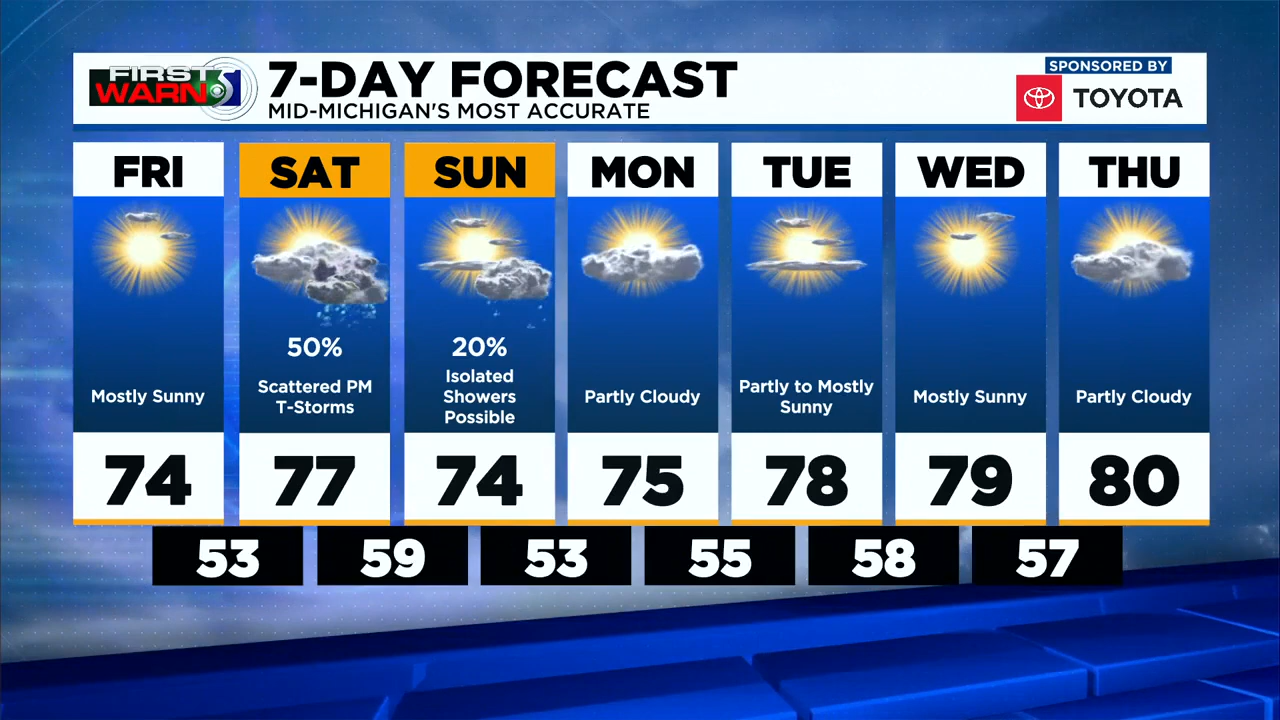 FIRST
WARN 5
7-DAY FORECAST
MID-MICHIGAN'S MOST ACCURATE
SPONSORED BY
TOYOTA
FRI
SAT
SUN
MON
TUE
WED
THU
50%
20%
Mostly Sunny
Scattered PM
T-Storms
Isolated
Showers
Possible
Partly Cloudy
Partly to Mostly
Sunny
Mostly Sunny
Partly Cloudy
74
77
74
75
78
79
80
53
59
53
55
58
57